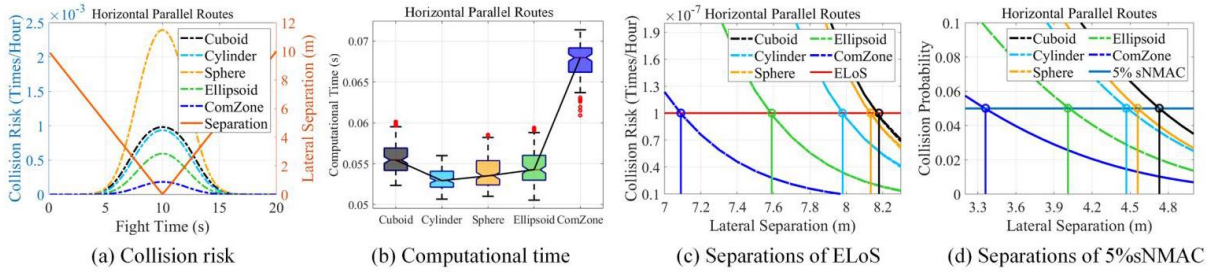 ×10⁻³
Horizontal Parallel Routes
Collision Risk (Times/Hour)
2.5
2
1.5
1
0.5
0
Cuboid
Cylinder
Sphere
Ellipsoid
ComZone
Separation
12
10
8
6
4
2
0
Lateral Separation (m)
0 5 10 15 20
Fight Time (s)
(a) Collision risk
Horizontal Parallel Routes
Computational Time (s)
0.07
0.065
0.06
0.055
0.05
Cuboid Cylinder Sphere Ellipsoid ComZone
(b) Computational time
×10⁻⁷
Horizontal Parallel Routes
Collision Risk (Times/Hour)
1.9
1.6
1.3
1
0.7
0.4
0.1
Cuboid
Cylinder
Sphere
Ellipsoid
ComZone
ELoS
7 7.2 7.4 7.6 7.8 8 8.2
Lateral Separation (m)
(c) Separations of ELoS
Horizontal Parallel Routes
Collision Probability
0.1
0.08
0.06
0.04
0.02
0
Cuboid
Cylinder
Sphere
Ellipsoid
ComZone
5% sNMAC
3.3 3.6 3.9 4.2 4.5 4.8
Lateral Separation (m)
(d) Separations of 5%sNMAC